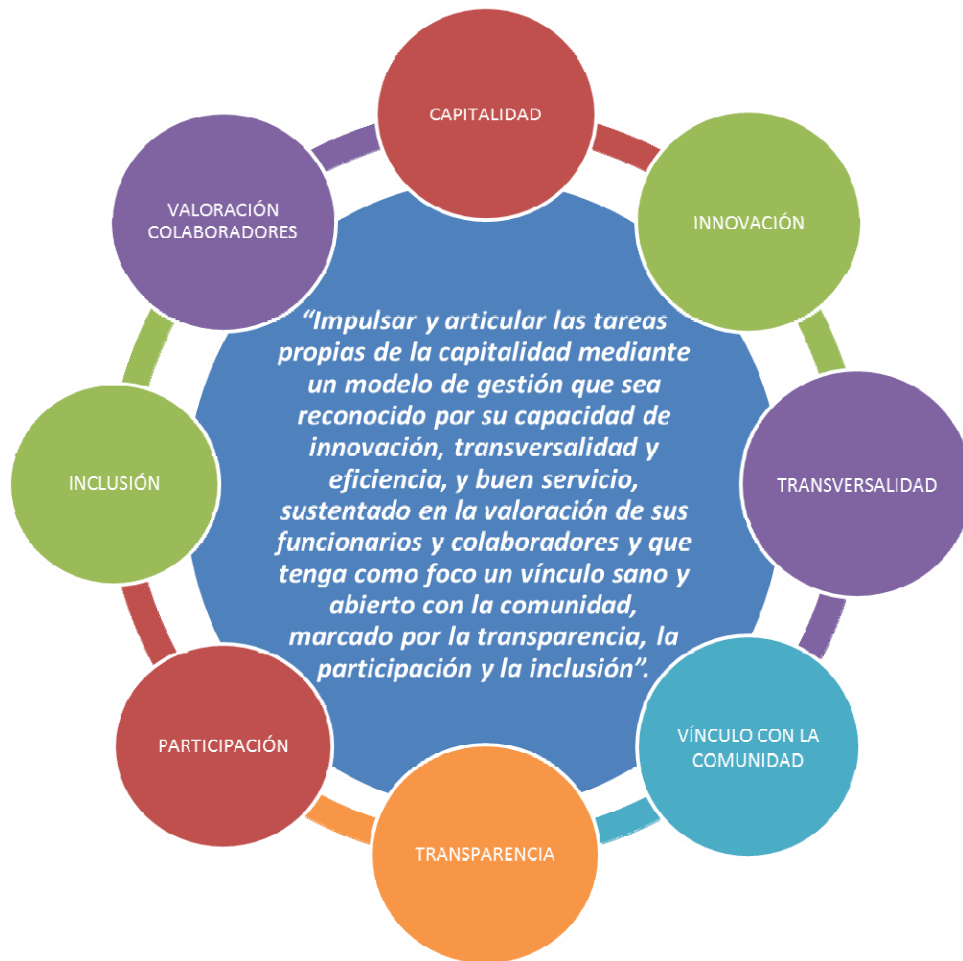 CAPITALIDAD
INNOVACIÓN
TRANSVERSALIDAD
VÍNCULO CON LA
COMUNIDAD
TRANSPARENCIA
PARTICIPACIÓN
INCLUSIÓN
VALORACIÓN
COLABORADORES
“Impulsar y articular las tareas
propias de la capitalidad mediante
un modelo de gestión que sea
reconocido por su capacidad de
innovación, transversalidad y
eficiencia, y buen servicio,
sustentado en la valoración de sus
funcionarios y colaboradores y que
tenga como foco un vínculo sano y
abierto con la comunidad,
marcado por la transparencia, la
participación y la inclusión”.